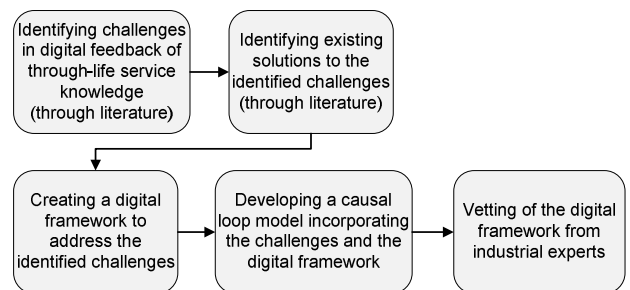 Identifying challenges
in digital feedback of
through-life service
knowledge
(through literature)
Identifying existing
solutions to the
identified challenges
(through literature)
Creating a digital
framework to
address the
identified challenges
Developing a causal
loop model incorporating
the challenges and the
digital framework
Vetting of the digital
framework from
industrial experts